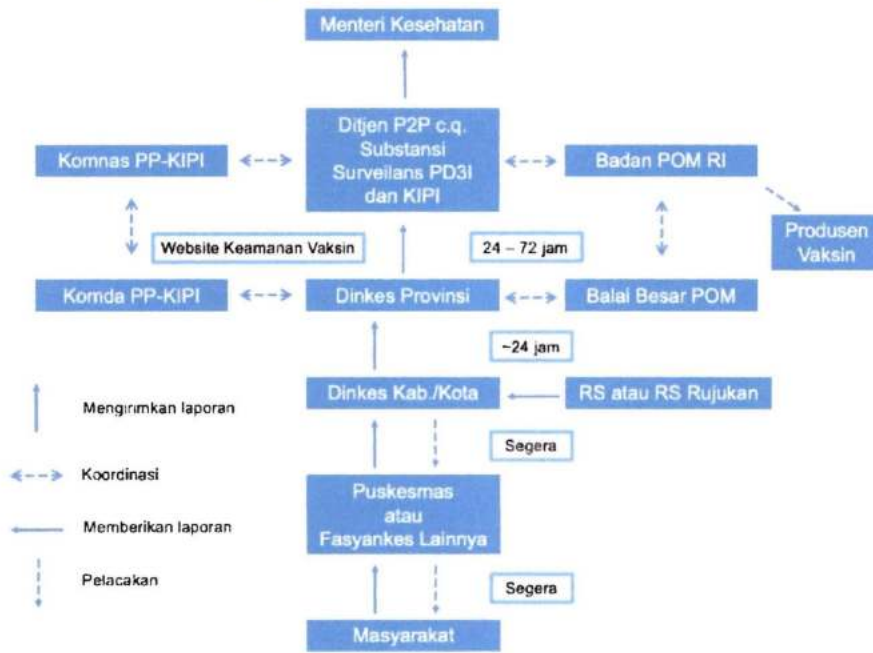 Menteri Kesehatan
Ditjen P2P c.q.
Substansi
Surveilans PD3I
dan KIPI
Komnas PP-KIPI
Badan POM RI
Produsen
Vaksin
Website Keamanan Vaksin
24 – 72 jam
Komda PP-KIPI
Dinkes Provinsi
Balai Besar POM
~24 jam
Dinkes Kab./Kota
RS atau RS Rujukan
Mengirimkan laporan
Segera
Koordinasi
Puskesmas
atau
Fasyankes Lainnya
Memberikan laporan
Pelacakan
Segera
Masyarakat